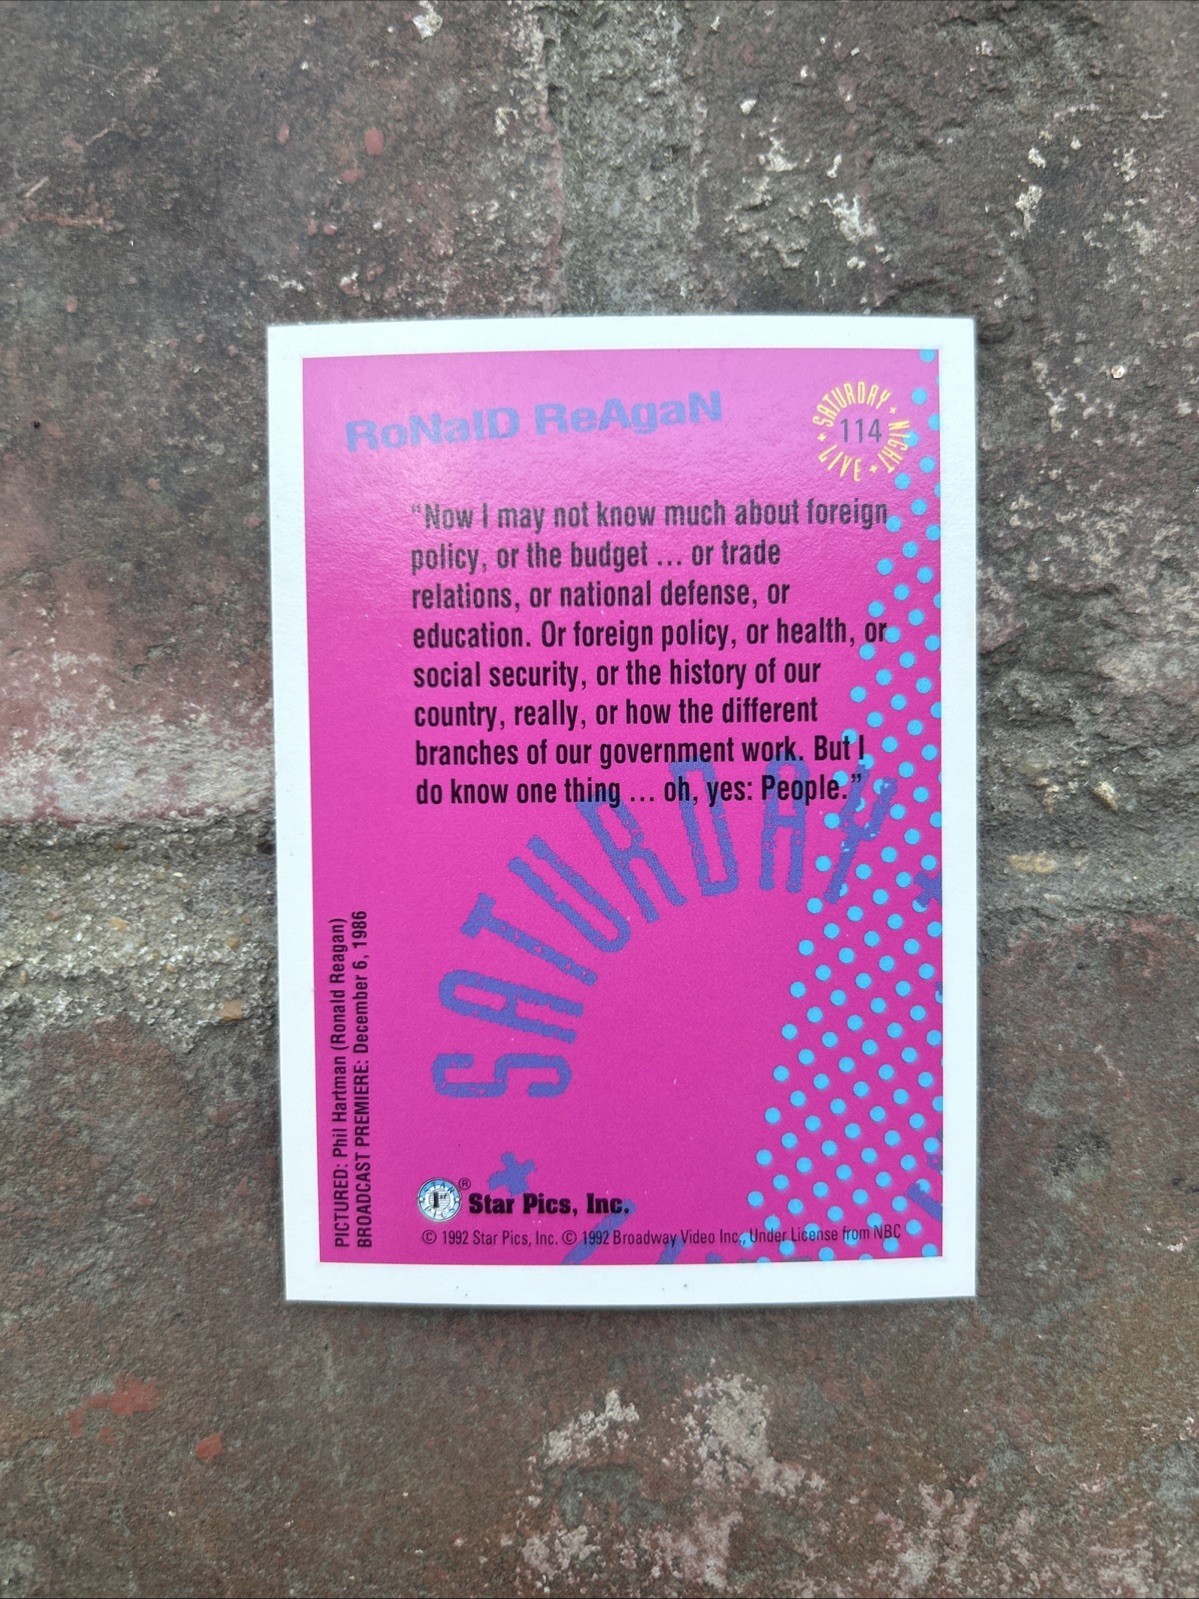 RoNalD ReAgaN
SATURDAY NIGHT LIVE
114
“Now I may not know much about foreign
policy, or the budget ... or trade
relations, or national defense, or
education. Or foreign policy, or health, or
social security, or the history of our
country, really, or how the different
branches of our government work. But I
do know one thing ... oh, yes: People.”
SATURDAY
PICTURED: Phil Hartman (Ronald Reagan)
BROADCAST PREMIERE: December 6, 1986
1st ® Star Pics, Inc.
© 1992 Star Pics, Inc. © 1992 Broadway Video Inc., Under License from NBC